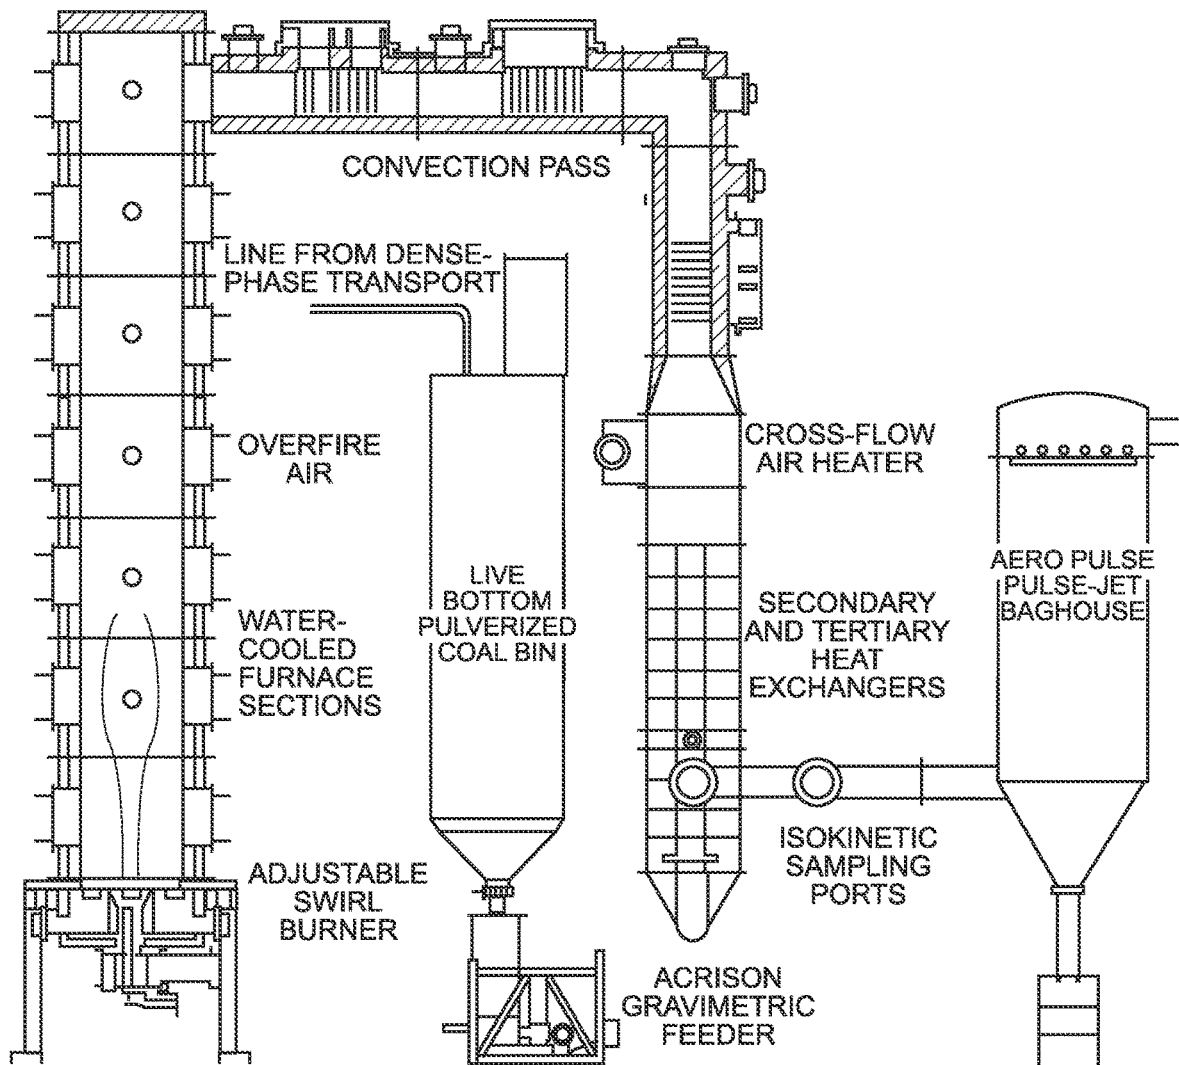 CONVECTION PASS
LINE FROM DENSE-
PHASE TRANSPORT
OVERFIRE
AIR
CROSS-FLOW
AIR HEATER
LIVE
BOTTOM
PULVERIZED
COAL BIN
AERO PULSE
PULSE-JET
BAGHOUSE
WATER-
COOLED
FURNACE
SECTIONS
SECONDARY
AND TERTIARY
HEAT
EXCHANGERS
ISOKINETIC
SAMPLING
PORTS
ADJUSTABLE
SWIRL
BURNER
ACRISON
GRAVIMETRIC
FEEDER